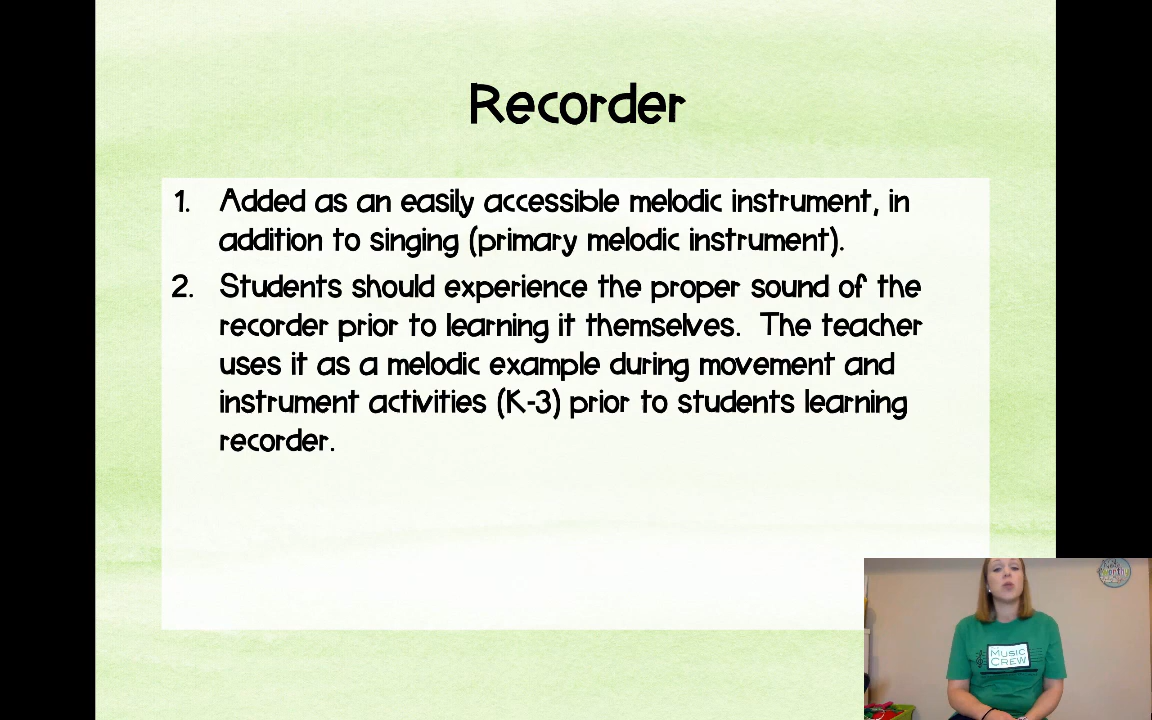 Recorder
1. Added as an easily accessible melodic instrument, in
addition to singing (primary melodic instrument).
2. Students should experience the proper sound of the
recorder prior to learning it themselves. The teacher
uses it as a melodic example during movement and
instrument activities (K-3) prior to students learning
recorder.
MUSIC
CREW